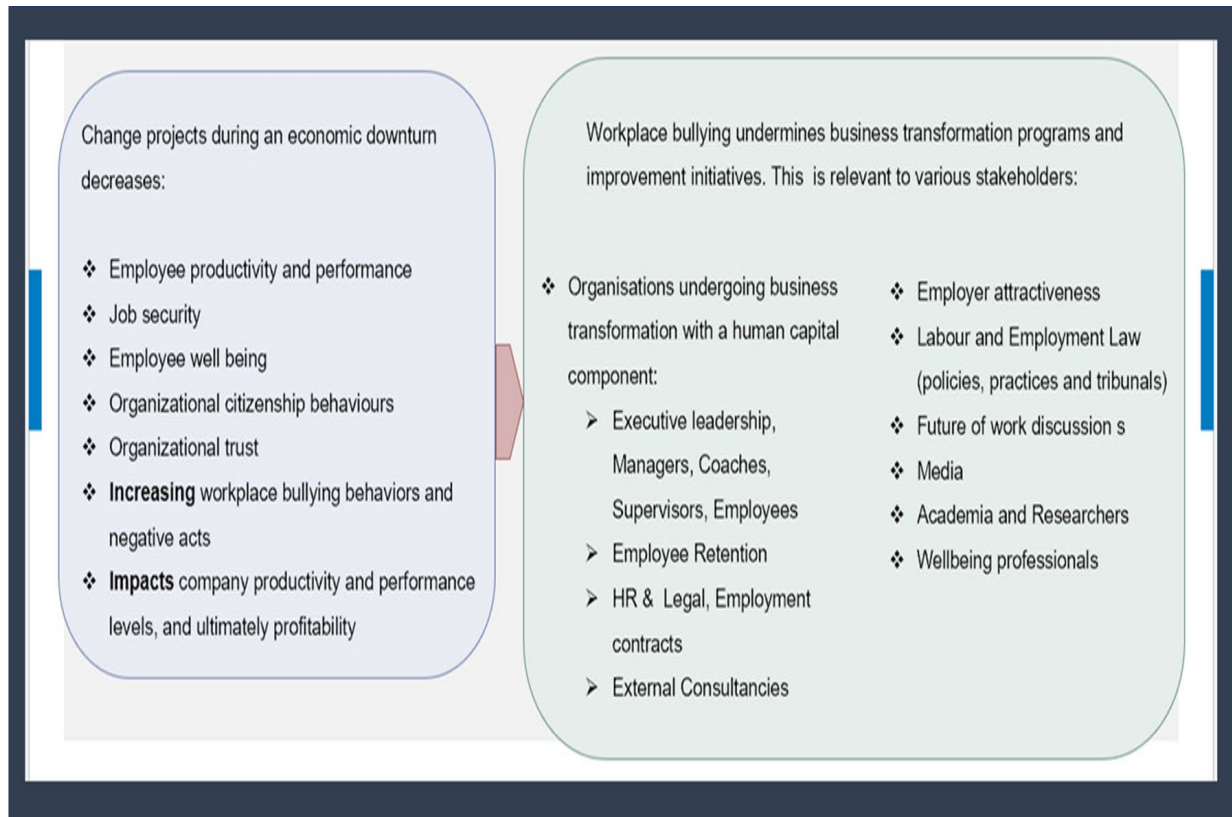 Change projects during an economic downturn
decreases:
❖ Employee productivity and performance
❖ Job security
❖ Employee well being
❖ Organizational citizenship behaviours
❖ Organizational trust
❖ Increasing workplace bullying behaviors and
negative acts
❖ Impacts company productivity and performance
levels, and ultimately profitability
Workplace bullying undermines business transformation programs and
improvement initiatives. This  is relevant to various stakeholders:
❖ Organisations undergoing business
transformation with a human capital
component:
➢ Executive leadership,
Managers, Coaches,
Supervisors, Employees
➢ Employee Retention
➢ HR &  Legal, Employment
contracts
➢ External Consultancies
❖ Employer attractiveness
❖ Labour and Employment Law
(policies, practices and tribunals)
❖ Future of work discussion s
❖ Media
❖ Academia and Researchers
❖ Wellbeing professionals